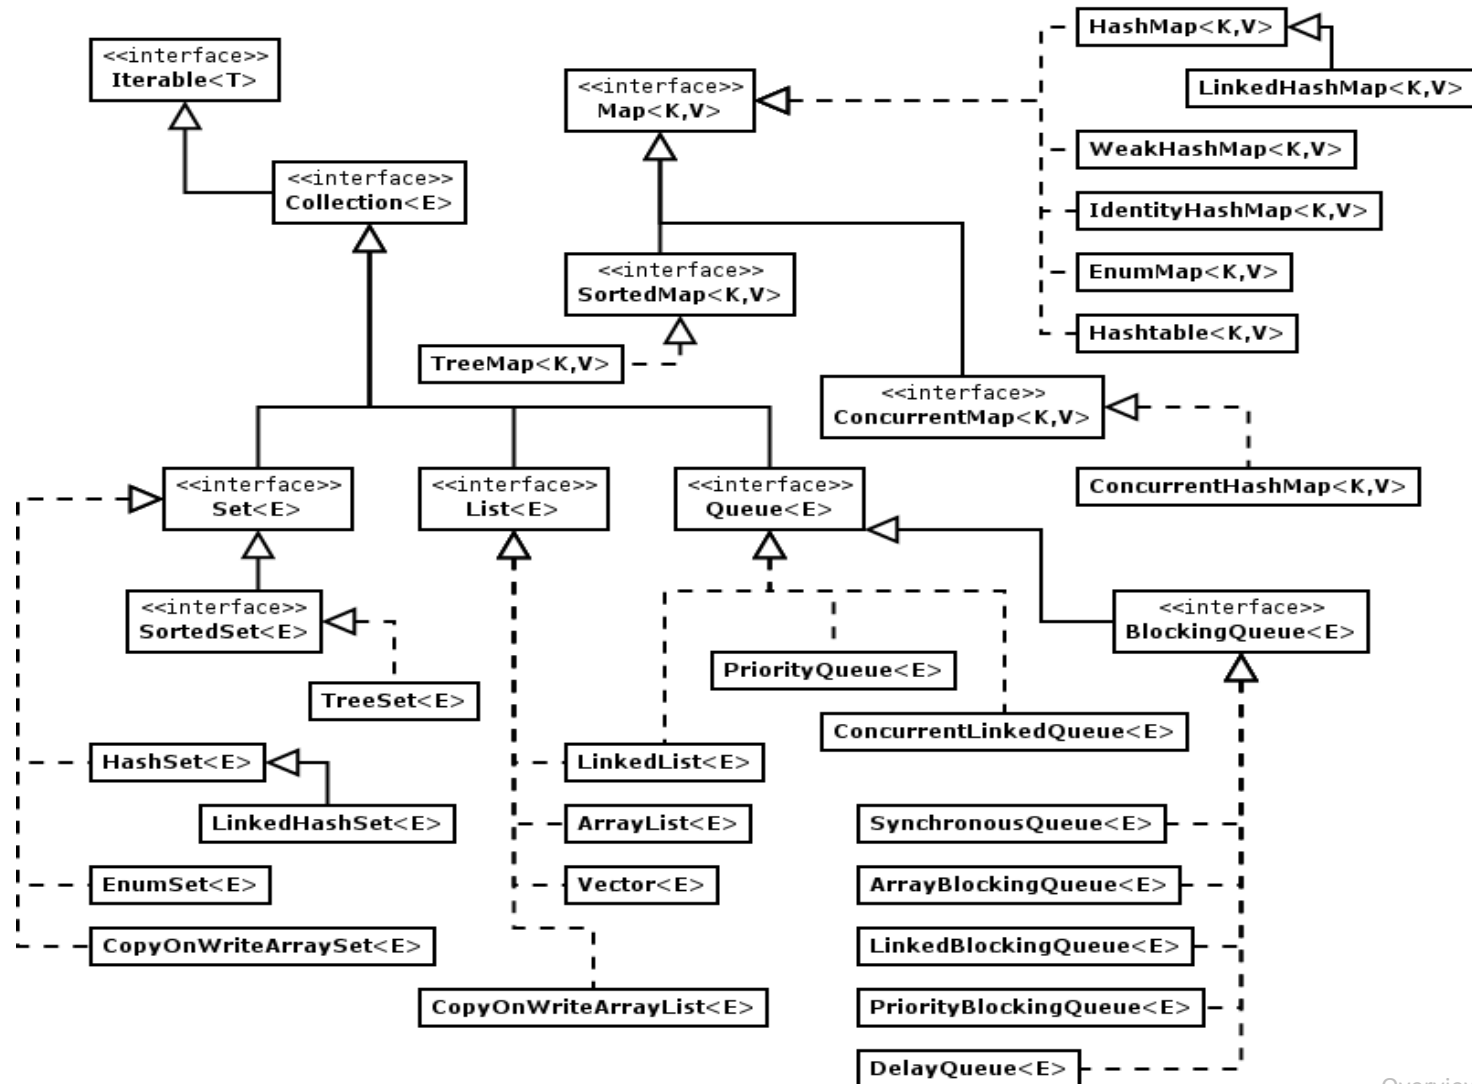 HashMap<K,V>
<<interface>>
Iterable<T>
<<interface>>
Map<K,V>
LinkedHashMap<K,V>
WeakHashMap<K,V>
<<interface>>
Collection<E>
IdentityHashMap<K,V>
<<interface>>
SortedMap<K,V>
EnumMap<K,V>
Hashtable<K,V>
TreeMap<K,V>
<<interface>>
ConcurrentMap<K,V>
<<interface>>
Set<E>
<<interface>>
List<E>
<<interface>>
Queue<E>
ConcurrentHashMap<K,V>
<<interface>>
SortedSet<E>
<<interface>>
BlockingQueue<E>
PriorityQueue<E>
TreeSet<E>
ConcurrentLinkedQueue<E>
HashSet<E>
LinkedList<E>
LinkedHashSet<E>
ArrayList<E>
SynchronousQueue<E>
EnumSet<E>
Vector<E>
ArrayBlockingQueue<E>
CopyOnWriteArraySet<E>
LinkedBlockingQueue<E>
CopyOnWriteArrayList<E>
PriorityBlockingQueue<E>
DelayQueue<E>